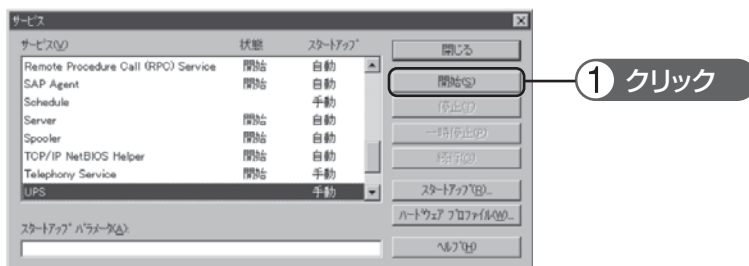 サービス
サービス(V) 状態 スタートアップ
Remote Procedure Call (RPC) Service 開始 自動
SAP Agent 開始 自動
Schedule 手動
Server 開始 自動
Spooler 開始 自動
TCP/IP NetBIOS Helper 開始 自動
Telephony Service 開始 手動
UPS 手動
スタートアップ パラメータ(A):
閉じる
開始(S)
停止(T)
一時停止(P)
続行(C)
スタートアップ(R)...
ハードウェア プロファイル(W)...
ヘルプ(H)
1 クリック